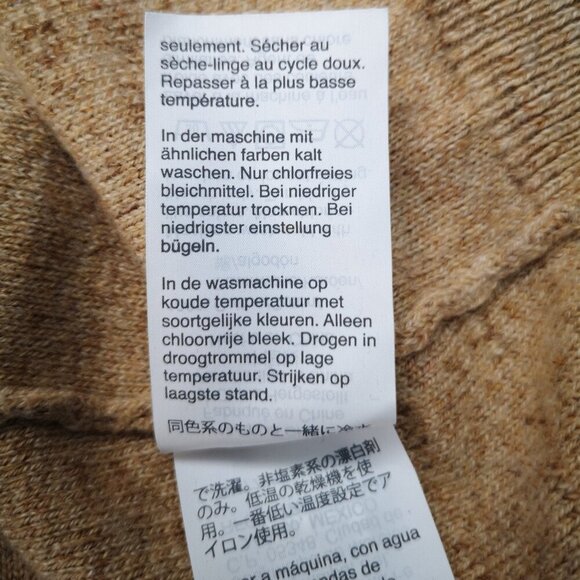 seulement. Sécher au
sèche-linge au cycle doux.
Repasser à la plus basse
température.
In der maschine mit
ähnlichen farben kalt
waschen. Nur chlorfreies
bleichmittel. Bei niedriger
temperatur trocknen. Bei
niedrigster einstellung
bügeln.
In de wasmachine op
koude temperatuur met
soortgelijke kleuren. Alleen
chloorvrije bleek. Drogen in
droogtrommel op lage
temperatuur. Strijken op
laagste stand.
同色系のものと一緒に冷水
で洗濯。非塩素系の漂白剤
のみ。低温の乾燥機を使
用。一番低い温度設定でア
イロン使用。
a máquina, con agua
de